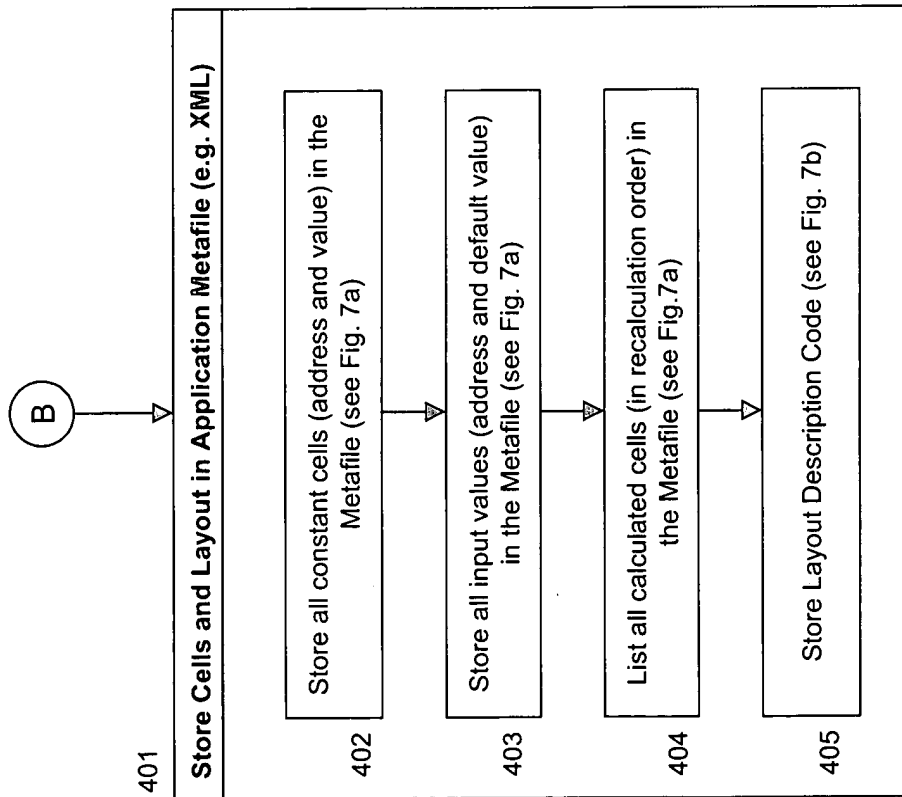 B
401
Store Cells and Layout in Application Metafile (e.g. XML)
402
Store all constant cells (address and value) in the
Metafile (see Fig. 7a)
403
Store all input values (address and default value)
in the Metafile (see Fig. 7a)
404
List all calculated cells (in recalculation order) in
the Metafile (see Fig.7a)
405
Store Layout Description Code (see Fig. 7b)